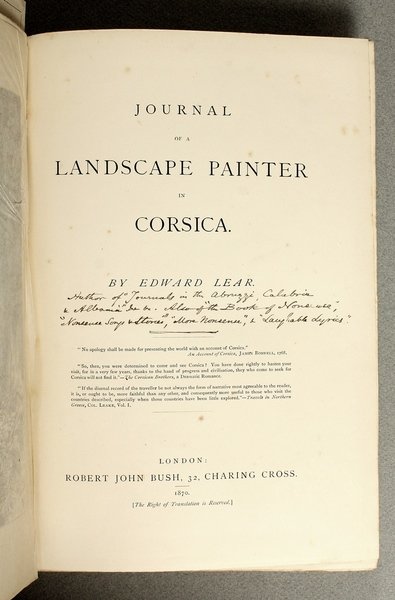 JOURNAL
OF A
LANDSCAPE PAINTER
IN
CORSICA.
BY EDWARD LEAR.
Author of "Journals in the Abruzzi, Calabria
& Albania" &c &c. Also of the "Book of Nonsense",
"Nonsense Songs & Stories", "More Nonsense", & "Laughable Lyrics".
"No apology shall be made for presenting the world with an account of Corsica."
An Account of Corsica, JAMES BOSWELL, 1768.
"So, then, you were determined to come and see Corsica? You have done rightly to hasten your
visit, for in a very few years, thanks to the hand of progress and civilisation, they who come to seek for
Corsica will not find it."—The Corsican Brothers, a Dramatic Romance.
"If the diurnal record of the traveller be not always the form of narrative most agreeable to the reader,
it is, or ought to be, more faithful than any other, and consequently more useful to those who visit the
countries described, especially when those countries have been little explored."—Travels in Northern
Greece, COL. LEAKE, Vol. I.
LONDON:
ROBERT JOHN BUSH, 32, CHARING CROSS.
1870.
[The Right of Translation is Reserved.]